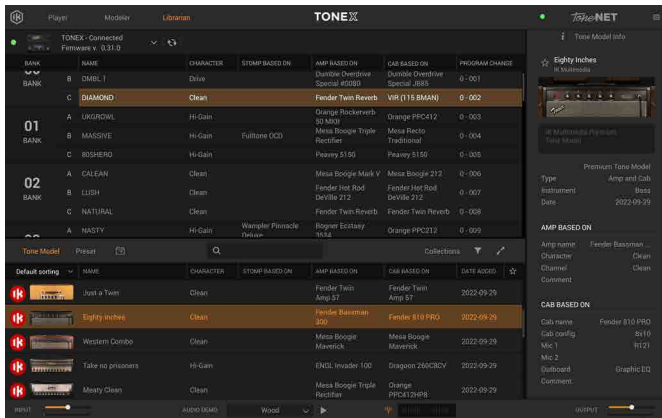 Player Modeler Librarian TONEX ToneNET
TONEX - Connected
Firmware v. 0.31.0
BANK NAME CHARACTER STOMP BASED ON AMP BASED ON CAB BASED ON PROGRAM CHANGE
BANK B OMBL 1 Drive Dumble Overdrive Special #0080 Dumble Overdrive Special JB85 0 - 001
C DIAMOND Clean Fender Twin Reverb VIR (115 BMAN) 0 - 002
01 BANK
A UKGROWL Hi-Gain Orange Rockerverb 50 MKII Orange PPC412 0 - 003
B MASSIVE Hi-Gain Fulltone OCD Mesa Boogie Triple Rectifier Mesa Recto Traditional 0 - 004
C 80SHERO Hi-Gain Peavey 5150 Peavey 5150 0 - 005
02 BANK
A CALEAN Clean Mesa Boogie Mark V Mesa Boogie 212 0 - 006
B LUSH Clean Fender Hot Rod DeVille 212 Fender Hot Rod DeVille 212 0 - 007
C NATURAL Clean Fender Twin Reverb Fender Twin Reverb 0 - 008
A NASTY Hi-Gain Wampler Pinnacle Deluxe Bogner Ecstasy Orange PPC212 0 - 009
Tone Model Preset Collections
Default sorting NAME CHARACTER STOMP BASED ON AMP BASED ON CAB BASED ON DATE ADDED
Just a Twin Clean Fender Twin Amp 57 Fender Twin Amp 57 2022-09-29
Eighty Inches Clean Fender Bassman 300 Fender 810 PRO 2022-09-29
Western Combo Clean Mesa Boogie Maverick Mesa Boogie Maverick 2022-09-29
Take no prisoners Hi-Gain ENGL Invader 100 Dragoon 260CBCV 2022-09-29
Meaty Clean Clean Mesa Boogie Triple Rectifier Orange PPC412HP8 2022-09-29
INPUT AUDIO DEMO Wood OUTPUT
i Tone Model Info
Eighty Inches
IK Multimedia
Fender
IK Multimedia Premium
Tone Model
Premium Tone Model
Type Amp and Cab
Instrument Bass
Date 2022-09-29
AMP BASED ON
Amp name Fender Bassman ...
Character Clean
Channel Clean
Comment
CAB BASED ON
Cab name Fender 810 PRO
Cab config. 8x10
Mic 1 R121
Mic 2
Outboard Graphic EQ
Comment